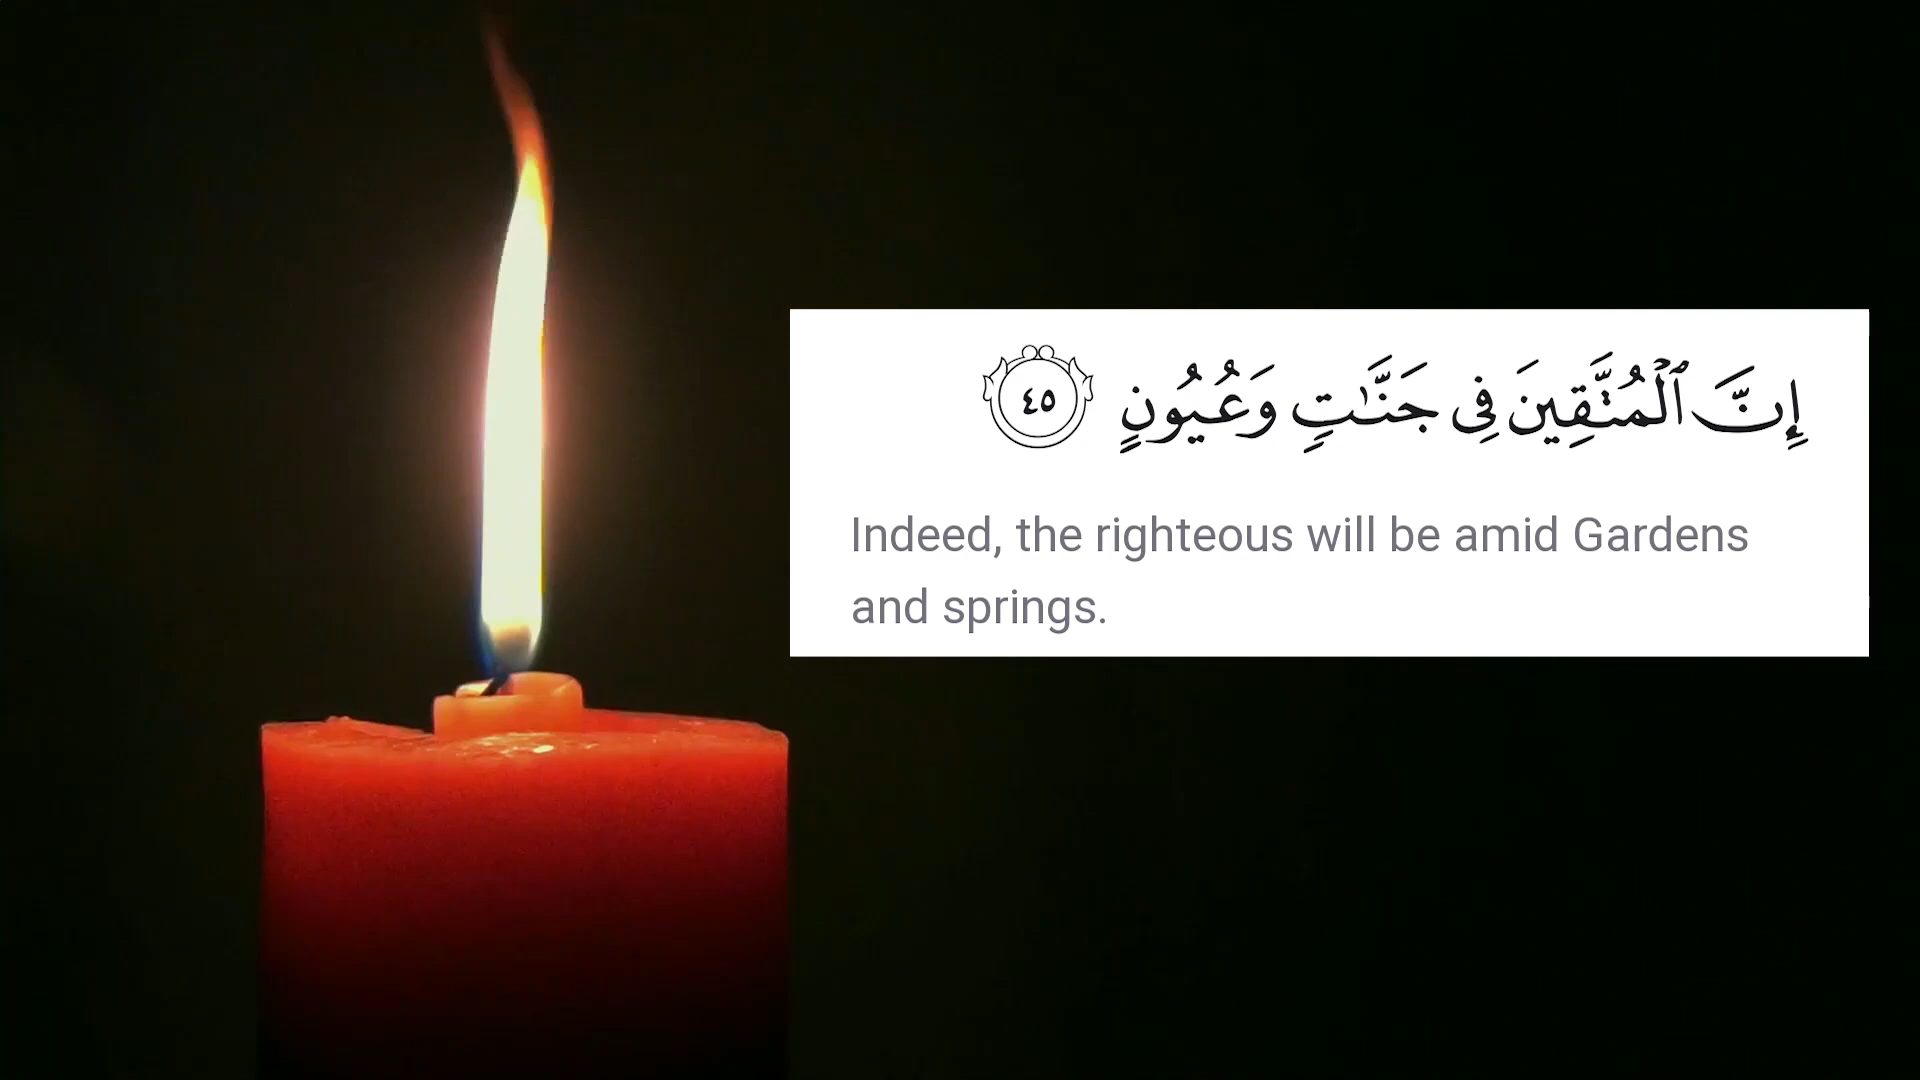 إِنَّ ٱلْمُتَّقِينَ فِى جَنَّـٰتٍ وَعُيُونٍ ٤٥
Indeed, the righteous will be amid Gardens
and springs.